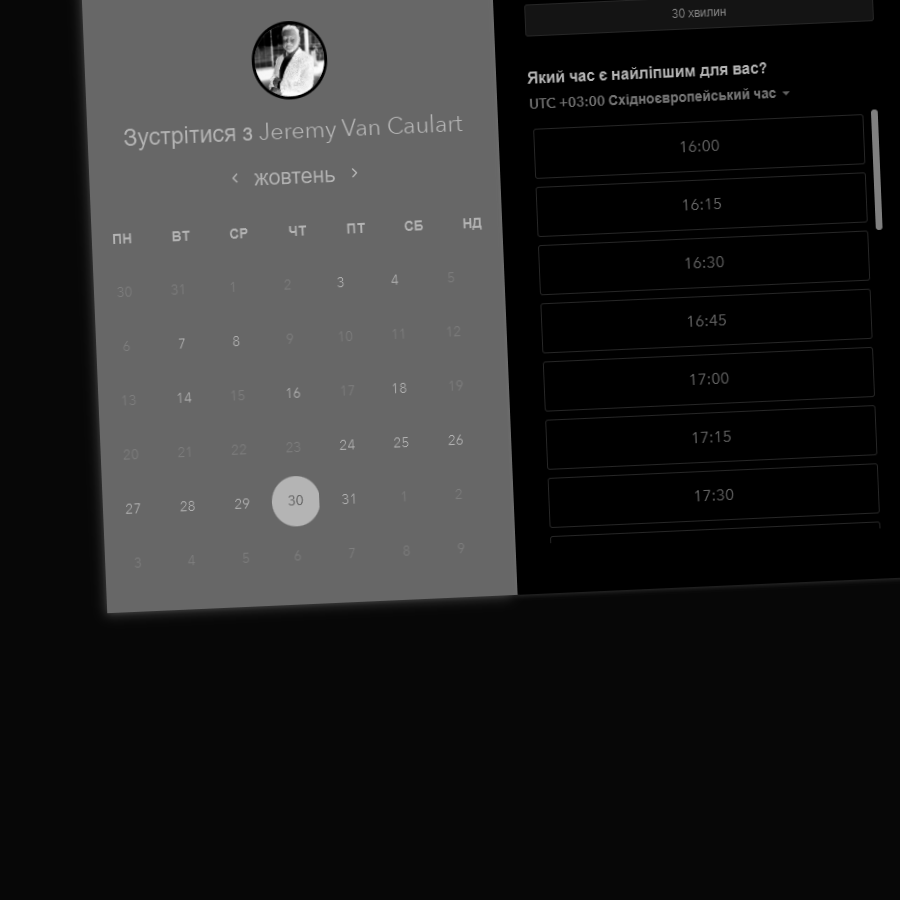 Зустрітися з Jeremy Van Caulart
жовтень
ПН ВТ СР ЧТ ПТ СБ НД
30 31 1 2 3 4 5
6 7 8 9 10 11 12
13 14 15 16 17 18 19
20 21 22 23 24 25 26
27 28 29 30 31 1 2
3 4 5 6 7 8 9
30 хвилин
Який час є найліпшим для вас?
UTC +03:00 Східноєвропейський час
16:00
16:15
16:30
16:45
17:00
17:15
17:30